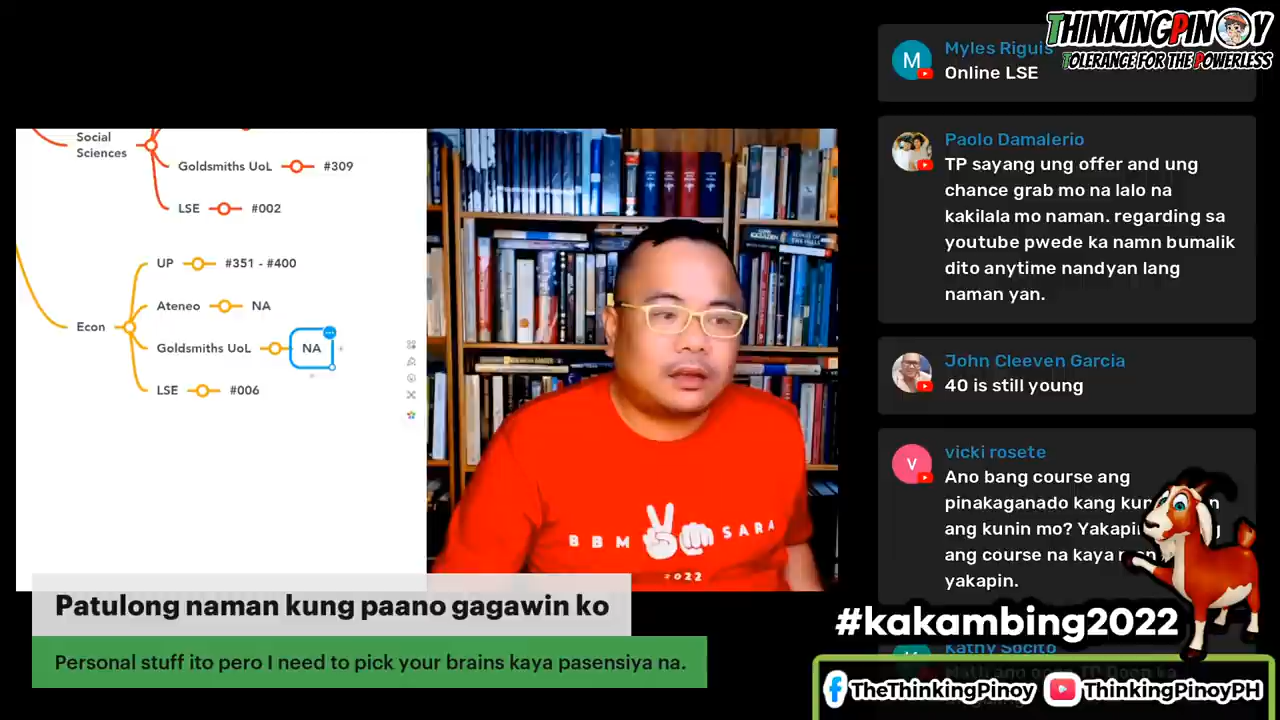 THINKINGPINOY
TOLERANCE FOR THE POWERLESS
Social
Sciences
Goldsmiths UoL
#309
LSE
#002
UP
#351 - #400
Ateneo
NA
Econ
Goldsmiths UoL
NA
LSE
#006
BBM SARA
2022
Myles Riguis
Online LSE
Paolo Damalerio
TP sayang ung offer and ung
chance grab mo na lalo na
kakilala mo naman. regarding sa
youtube pwede ka namn bumalik
dito anytime nandyan lang
naman yan.
John Cleeven Garcia
40 is still young
V
vicki rosete
Ano bang course ang
pinakaganado kang
ang kunin mo?
ang course na kaya
yakapin.
Kathy Socito
#kakambing2022
Patulong naman kung paano gagawin ko
Personal stuff ito pero I need to pick your brains kaya pasensiya na.
TheThinkingPinoy
ThinkingPinoyPH